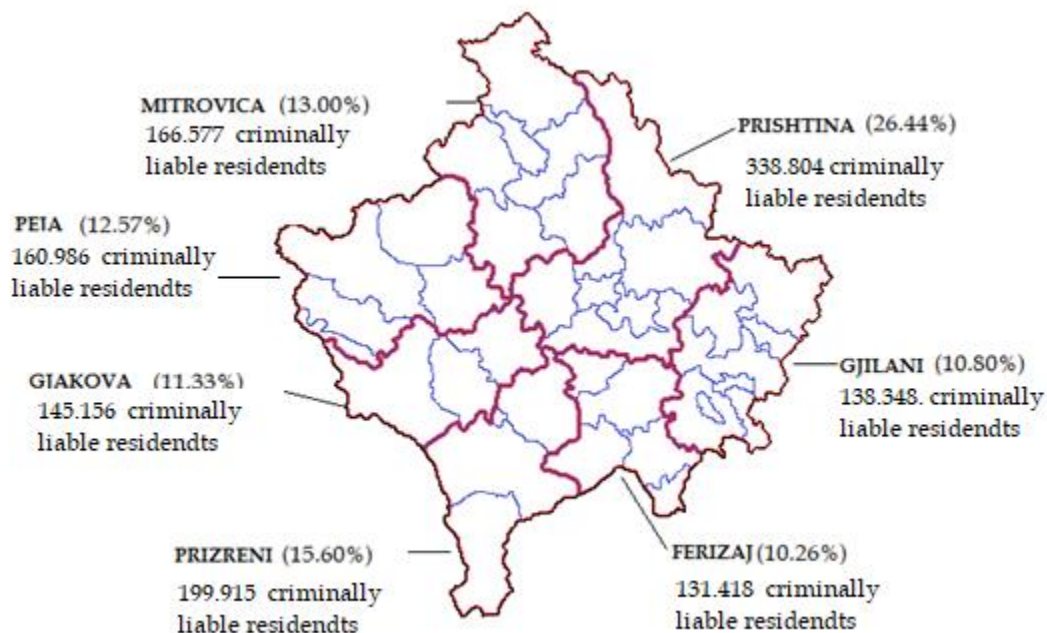 MITROVICA (13.00%)
166.577 criminally
liable residendts
PRISHTINA (26.44%)
338.804 criminally
liable residendts
PEJA (12.57%)
160.986 criminally
liable residendts
GJAKOVA (11.33%)
145.156 criminally
liable residendts
GJILANI (10.80%)
138.348. criminally
liable residendts
PRIZRENI (15.60%)
199.915 criminally
liable residendts
FERIZAJ (10.26%)
131.418 criminally
liable residendts